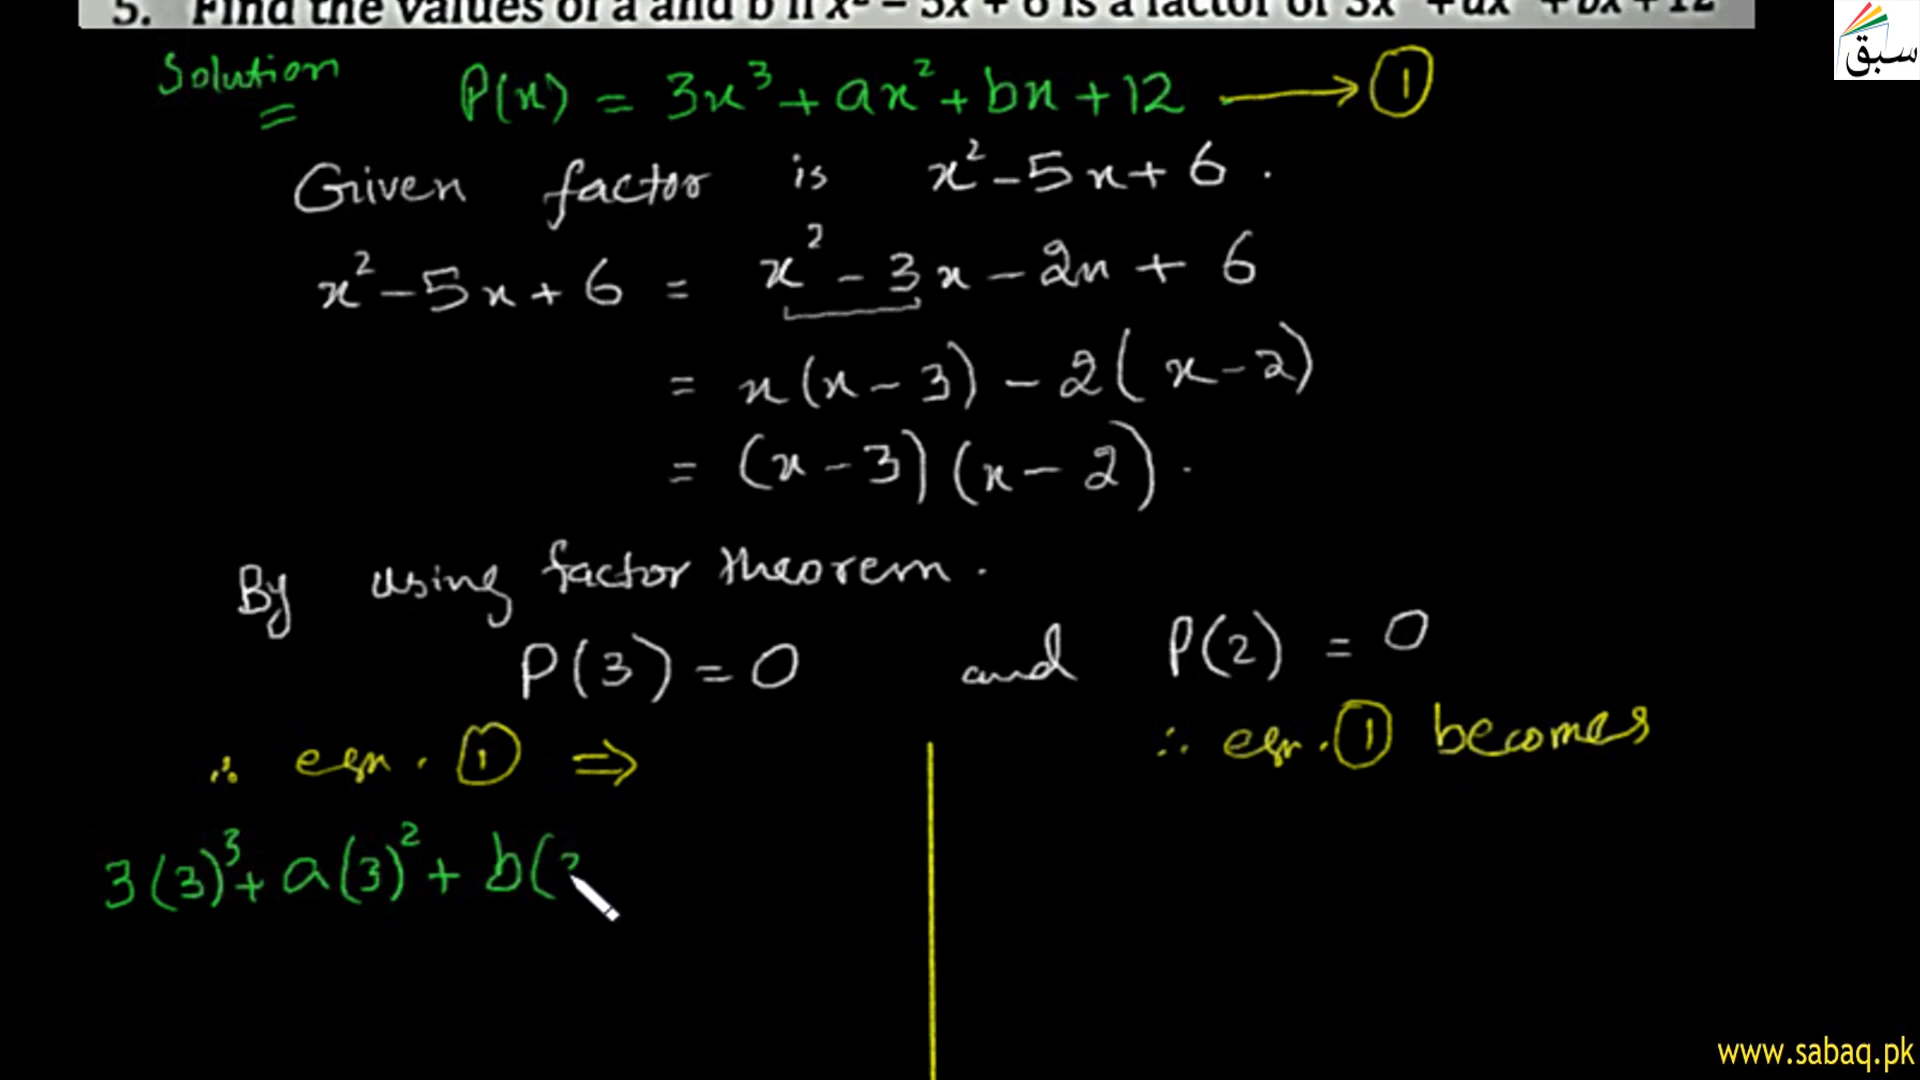 5. Find the values of a and b if x² – 5x + 6 is a factor of 3x³ + ax² + bx + 12
سبق
Solution
P(x) = 3x³ + ax² + bx + 12 ⟶ ①
Given factor is x² - 5x + 6 .
x² - 5x + 6 = x² - 3x - 2x + 6
= x(x - 3) - 2(x - 2)
= (x - 3)(x - 2) .
By using factor theorem .
P(3) = 0 and P(2) = 0
∴ eqn . ① ⇒
∴ eqn . ① becomes
3(3)³ + a(3)² + b(
www.sabaq.pk